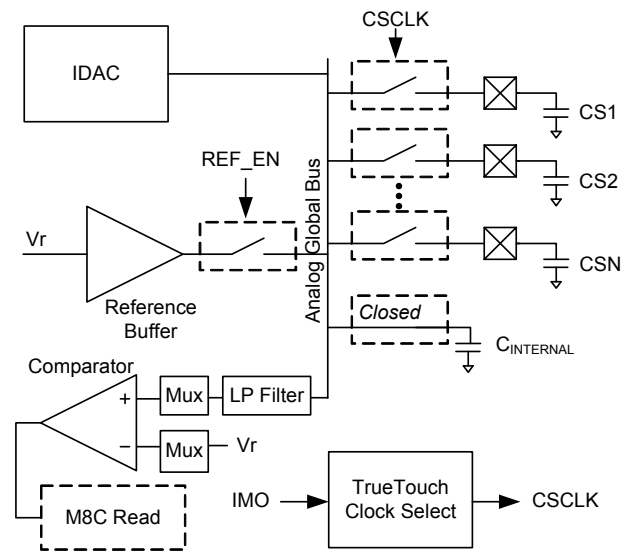 CSCLK
IDAC
CS1
REF_EN
CS2
Analog Global Bus
Vr
CSN
Reference
Buffer
Closed
CINTERNAL
Comparator
+
Mux
LP Filter
−
Mux
Vr
M8C Read
IMO
TrueTouch
Clock Select
CSCLK